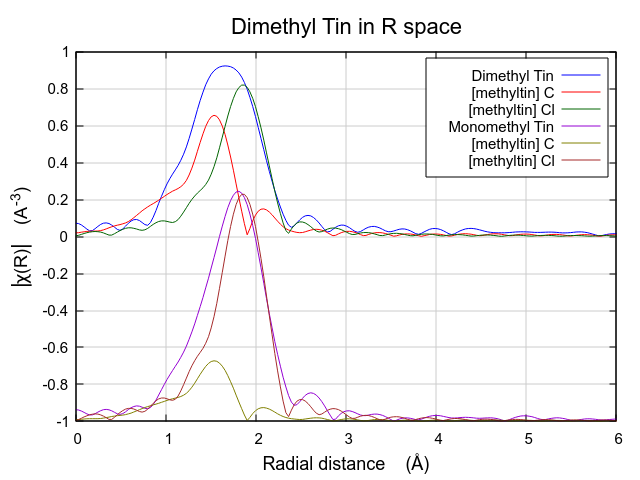 Dimethyl Tin in R space
1
0.8
0.6
0.4
0.2
0
-0.2
-0.4
-0.6
-0.8
-1
|χ(R)| (A⁻³)
Dimethyl Tin
[methyltin] C
[methyltin] Cl
Monomethyl Tin
[methyltin] C
[methyltin] Cl
0 1 2 3 4 5 6
Radial distance (Å)